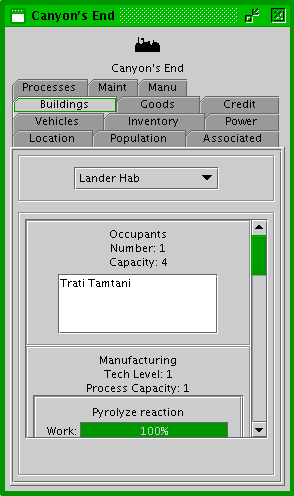 Canyon's End
Canyon's End
Processes Maint Manu
Buildings Goods Credit
Vehicles Inventory Power
Location Population Associated
Lander Hab
Occupants
Number: 1
Capacity: 4
Trati Tamtani
Manufacturing
Tech Level: 1
Process Capacity: 1
Pyrolyze reaction
Work: 100%